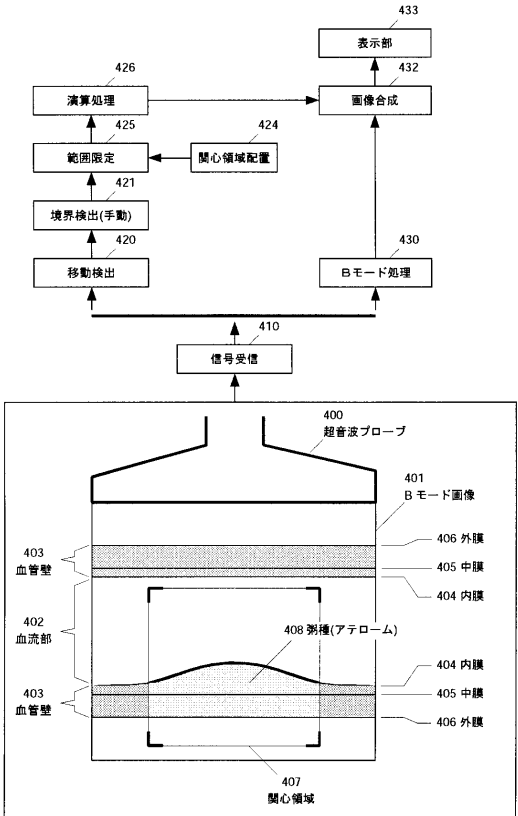 433
表示部
426
432
演算処理
画像合成
425
424
範囲限定
関心領域配置
421
境界検出(手動)
420
430
移動検出
Bモード処理
410
信号受信
400
超音波プローブ
401
Bモード画像
403
血管壁
406 外膜
405 中膜
404 内膜
402
血流部
408 粥種(アテローム)
404 内膜
405 中膜
403
血管壁
406 外膜
407
関心領域